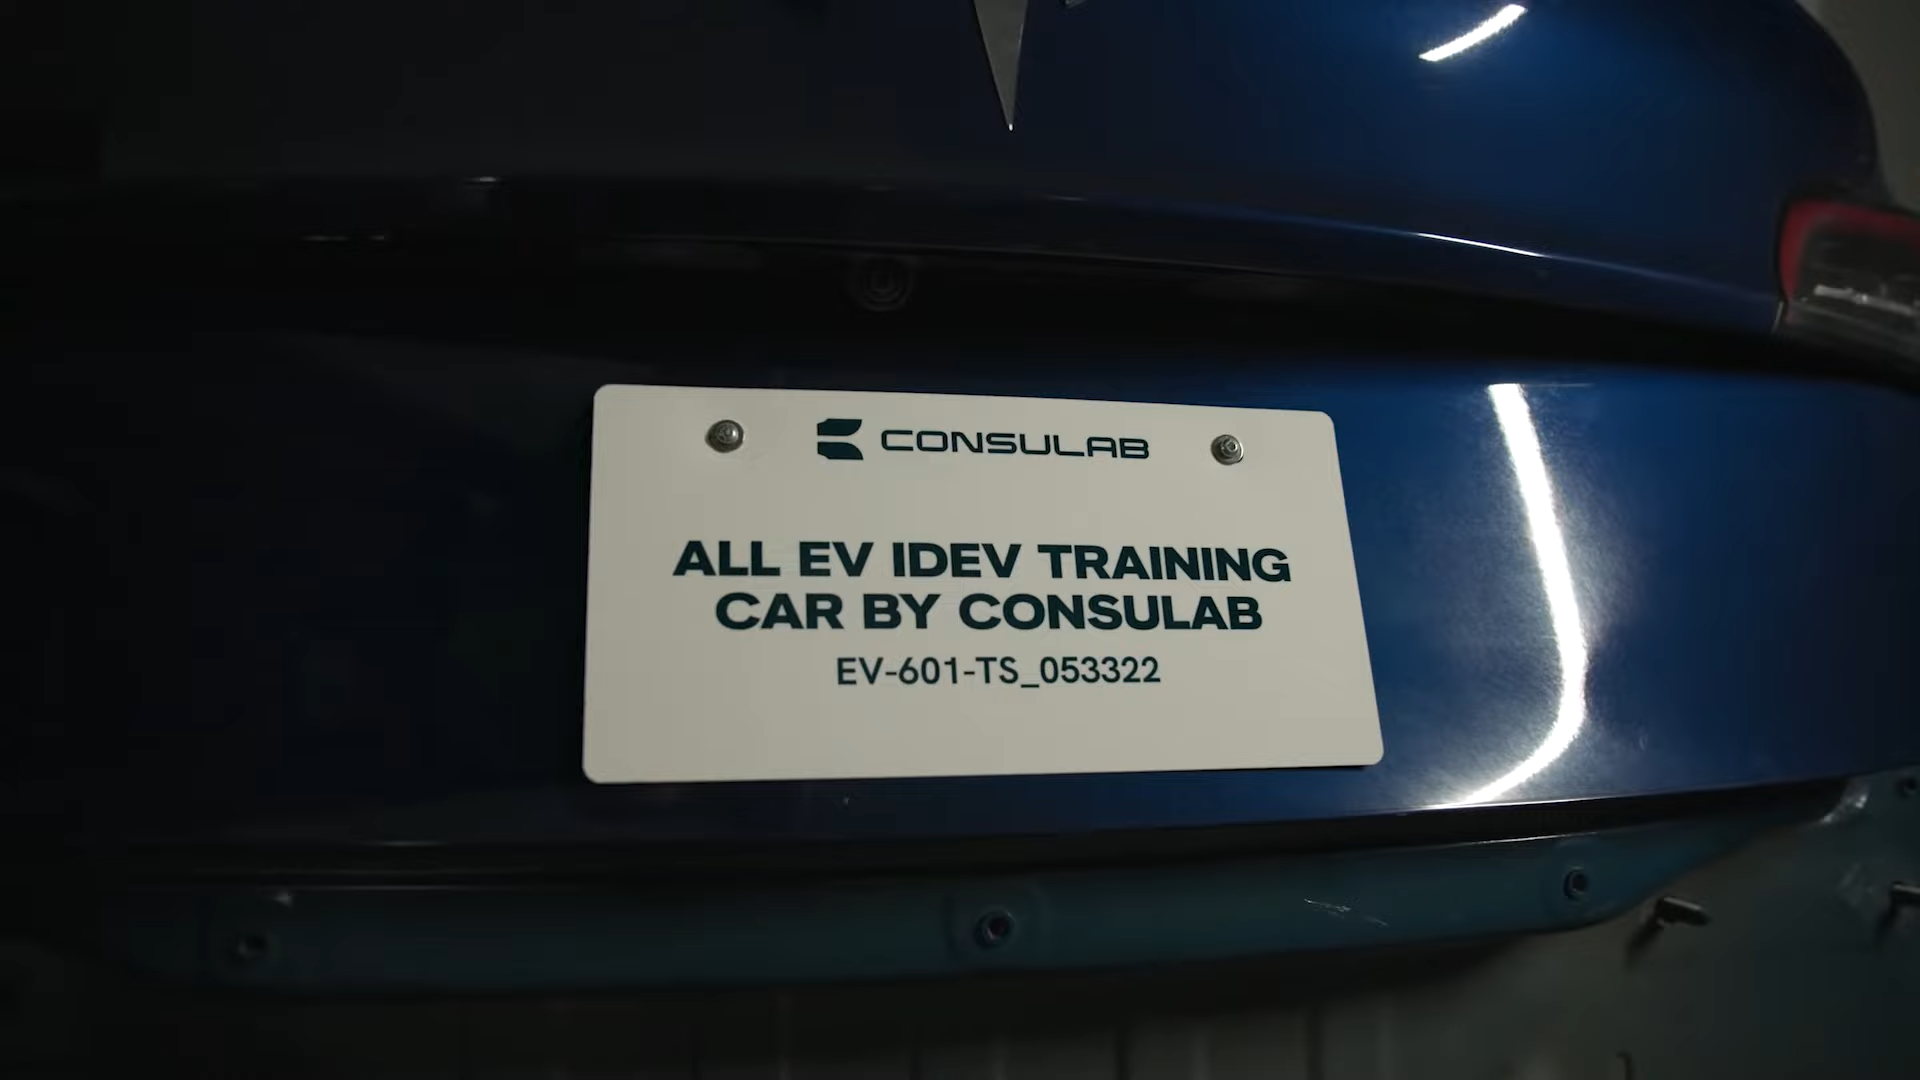 CONSULAB
ALL EV IDEV TRAINING
CAR BY CONSULAB
EV-601-TS_053322